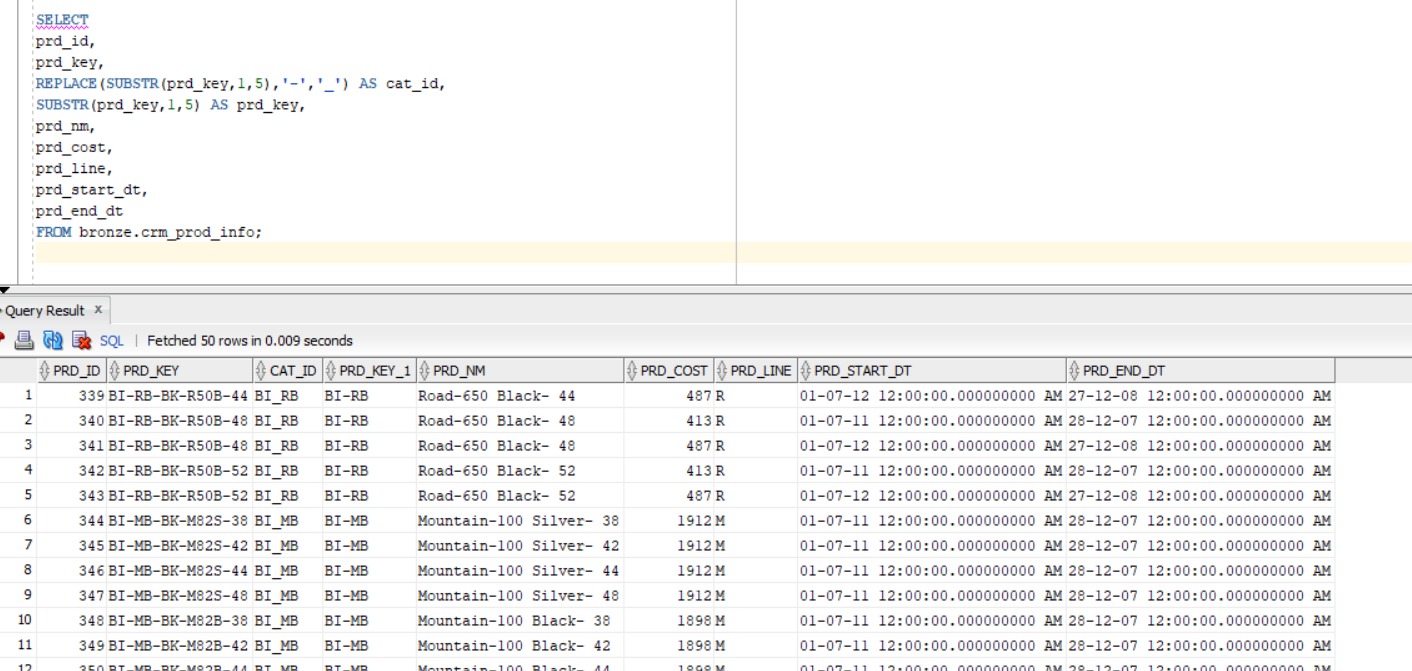 SELECT
prd_id,
prd_key,
REPLACE(SUBSTR(prd_key,1,5),'-','_') AS cat_id,
SUBSTR(prd_key,1,5) AS prd_key,
prd_nm,
prd_cost,
prd_line,
prd_start_dt,
prd_end_dt
FROM bronze.crm_prod_info;
Query Result x
SQL | Fetched 50 rows in 0.009 seconds
PRD_ID PRD_KEY CAT_ID PRD_KEY_1 PRD_NM PRD_COST PRD_LINE PRD_START_DT PRD_END_DT
1 339 BI-RB-BK-R50B-44 BI_RB BI-RB Road-650 Black- 44 487 R 01-07-12 12:00:00.000000000 AM 27-12-08 12:00:00.000000000 AM
2 340 BI-RB-BK-R50B-48 BI_RB BI-RB Road-650 Black- 48 413 R 01-07-11 12:00:00.000000000 AM 28-12-07 12:00:00.000000000 AM
3 341 BI-RB-BK-R50B-48 BI_RB BI-RB Road-650 Black- 48 487 R 01-07-12 12:00:00.000000000 AM 27-12-08 12:00:00.000000000 AM
4 342 BI-RB-BK-R50B-52 BI_RB BI-RB Road-650 Black- 52 413 R 01-07-11 12:00:00.000000000 AM 28-12-07 12:00:00.000000000 AM
5 343 BI-RB-BK-R50B-52 BI_RB BI-RB Road-650 Black- 52 487 R 01-07-12 12:00:00.000000000 AM 27-12-08 12:00:00.000000000 AM
6 344 BI-MB-BK-M82S-38 BI_MB BI-MB Mountain-100 Silver- 38 1912 M 01-07-11 12:00:00.000000000 AM 28-12-07 12:00:00.000000000 AM
7 345 BI-MB-BK-M82S-42 BI_MB BI-MB Mountain-100 Silver- 42 1912 M 01-07-11 12:00:00.000000000 AM 28-12-07 12:00:00.000000000 AM
8 346 BI-MB-BK-M82S-44 BI_MB BI-MB Mountain-100 Silver- 44 1912 M 01-07-11 12:00:00.000000000 AM 28-12-07 12:00:00.000000000 AM
9 347 BI-MB-BK-M82S-48 BI_MB BI-MB Mountain-100 Silver- 48 1912 M 01-07-11 12:00:00.000000000 AM 28-12-07 12:00:00.000000000 AM
10 348 BI-MB-BK-M82B-38 BI_MB BI-MB Mountain-100 Black- 38 1898 M 01-07-11 12:00:00.000000000 AM 28-12-07 12:00:00.000000000 AM
11 349 BI-MB-BK-M82B-42 BI_MB BI-MB Mountain-100 Black- 42 1898 M 01-07-11 12:00:00.000000000 AM 28-12-07 12:00:00.000000000 AM
12 350 BI-MB-BK-M82B-44 BI_MB BI-MB Mountain-100 Black- 44 1898 M 01-07-11 12:00:00.000000000 AM 28-12-07 12:00:00.000000000 AM